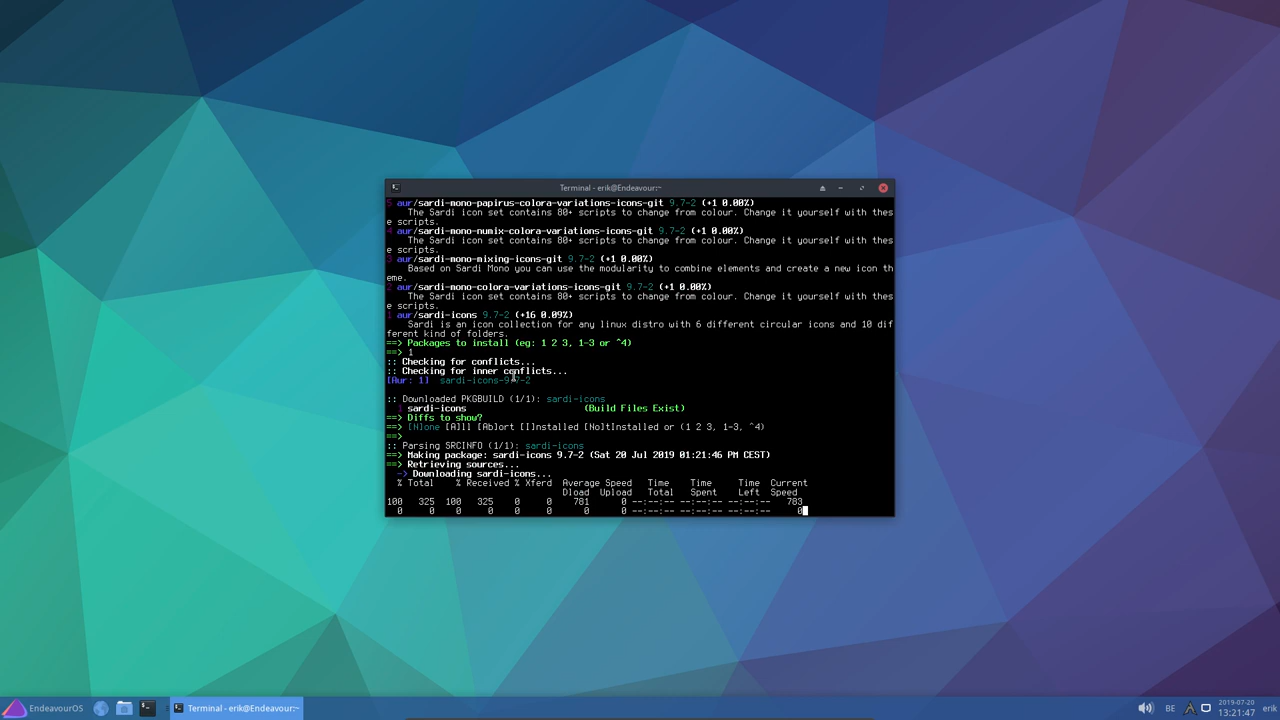 Terminal - erik@Endeavour:~
5 aur/sardi-mono-papirus-colora-variations-icons-git 9.7-2 (+1 0.00%)
The Sardi icon set contains 80+ scripts to change from colour. Change it yourself with thes
e scripts.
4 aur/sardi-mono-numix-colora-variations-icons-git 9.7-2 (+1 0.00%)
The Sardi icon set contains 80+ scripts to change from colour. Change it yourself with thes
e scripts.
3 aur/sardi-mono-mixing-icons-git 9.7-2 (+1 0.00%)
Based on Sardi Mono you can use the modularity to combine elements and create a new icon th
eme.
2 aur/sardi-mono-colora-variations-icons-git 9.7-2 (+1 0.00%)
The Sardi icon set contains 80+ scripts to change from colour. Change it yourself with thes
e scripts.
1 aur/sardi-icons 9.7-2 (+16 0.09%)
Sardi is an icon collection for any linux distro with 6 different circular icons and 10 dif
ferent kind of folders.
==> Packages to install (eg: 1 2 3, 1-3 or ^4)
==> 1
:: Checking for conflicts...
:: Checking for inner conflicts...
[Aur: 1]  sardi-icons-9.7-2
:: Downloaded PKGBUILD (1/1): sardi-icons
1 sardi-icons (Build Files Exist)
==> Diffs to show?
==> [N]one [A]ll [Ab]ort [I]nstalled [No]tInstalled or (1 2 3, 1-3, ^4)
==>
:: Parsing SRCINFO (1/1): sardi-icons
==> Making package: sardi-icons 9.7-2 (Sat 20 Jul 2019 01:21:46 PM CEST)
==> Retrieving sources...
-> Downloading sardi-icons...
% Total % Received % Xferd Average Speed Time Time Time Current
Dload Upload Total Spent Left Speed
100 325 100 325 0 0 781 0 --:--:-- --:--:-- --:--:-- 783
0 0 0 0 0 0 0 0 --:--:-- --:--:-- --:--:-- 0
EndeavourOS
Terminal - erik@Endeavour:~
BE
2019-07-20
13:21:47
erik